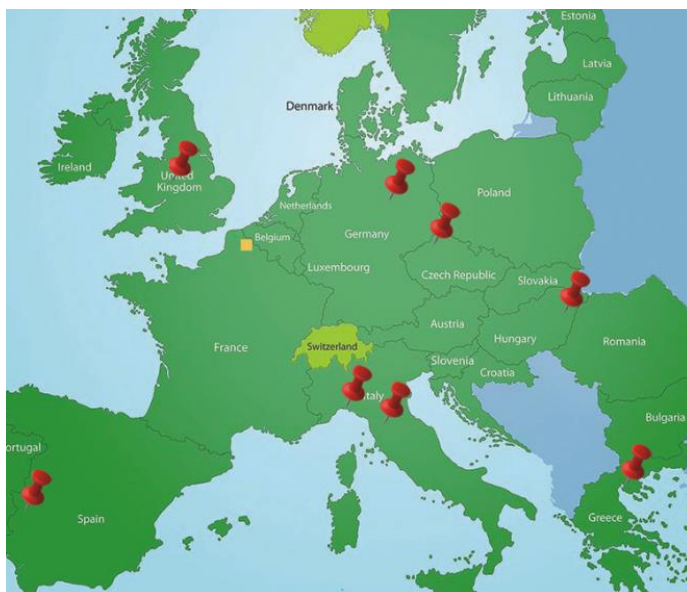 Estonia
Latvia
Lithuania
Denmark
Ireland
United
Kingdom
Netherlands
Poland
Belgium
Germany
Luxembourg
Czech Republic
Slovakia
Austria
Switzerland
France
Hungary
Romania
Slovenia
Croatia
Italy
Bulgaria
ortugal
Spain
Greece